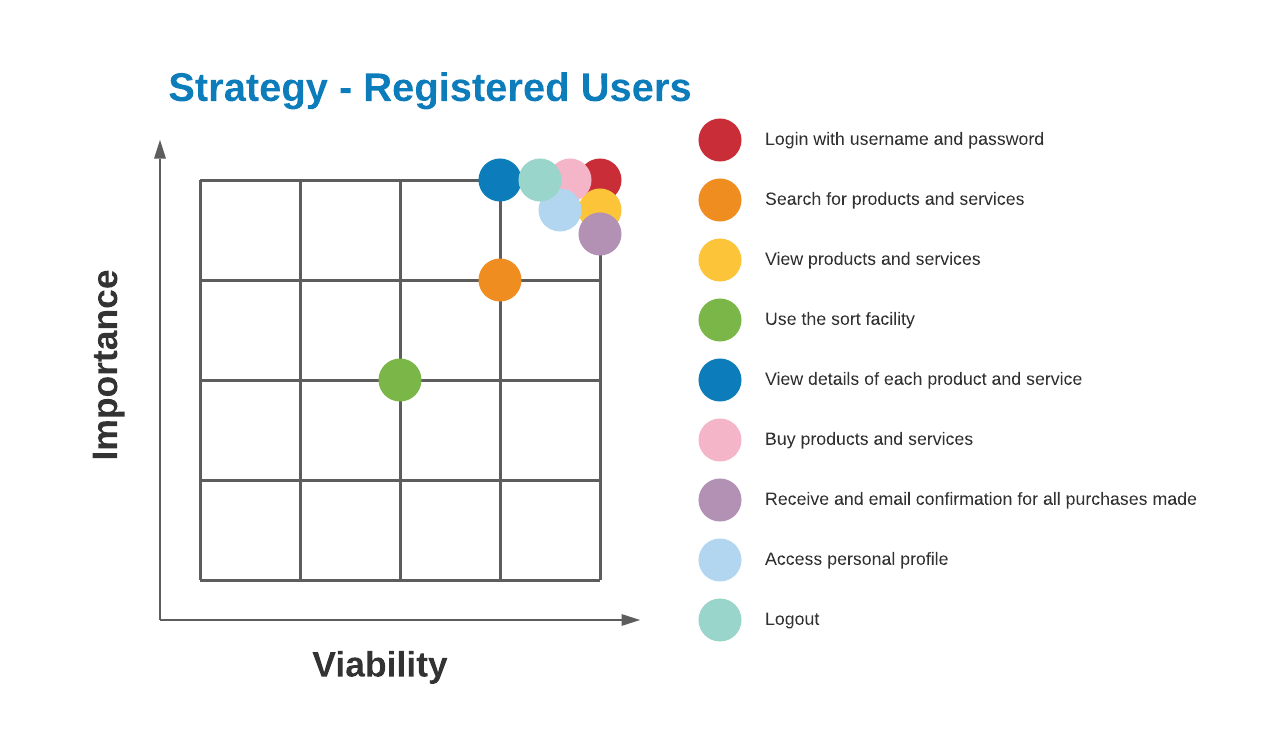 Strategy - Registered Users
Importance
Viability
Login with username and password
Search for products and services
View products and services
Use the sort facility
View details of each product and service
Buy products and services
Receive and email confirmation for all purchases made
Access personal profile
Logout